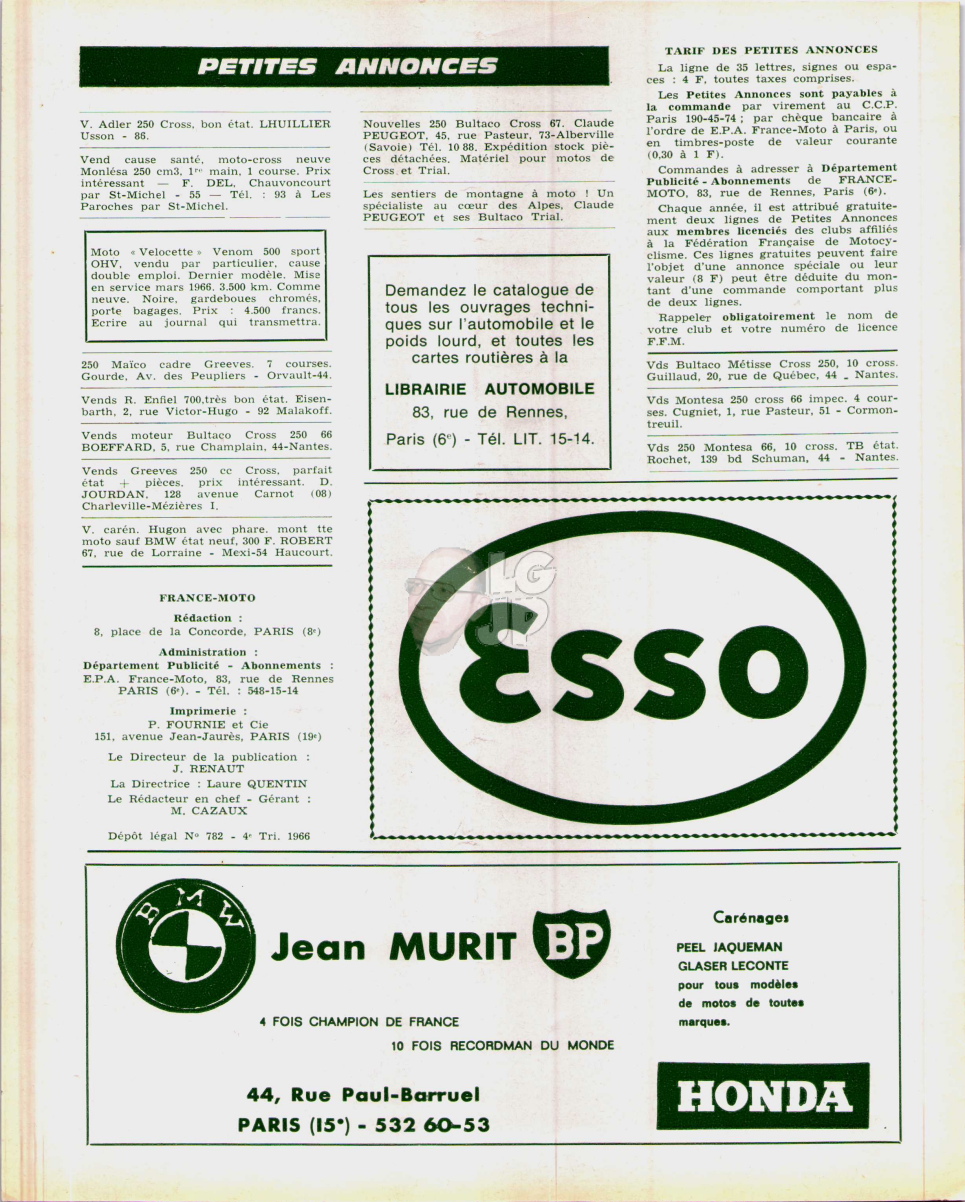 PETITES ANNONCES
V. Adler 250 Cross, bon état. LHUILLIER
Usson - 86.
Vend cause santé, moto-cross neuve
Monlésa 250 cm3, 1re main, 1 course. Prix
intéressant — F. DEL, Chauvoncourt
par St-Michel - 55 — Tél. : 93 à Les
Paroches par St-Michel.
Moto « Velocette » Venom 500 sport
OHV, vendu par particulier, cause
double emploi. Dernier modèle. Mise
en service mars 1966, 3.500 km. Comme
neuve. Noire, gardeboues chromés,
porte bagages. Prix : 4.500 francs.
Ecrire au journal qui transmettra.
250 Maïco cadre Greeves. 7 courses.
Gourde, Av. des Peupliers - Orvault-44.
Vends R. Enfiel 700,très bon état. Eisen-
barth, 2, rue Victor-Hugo - 92 Malakoff.
Vends moteur Bultaco Cross 250 66
BOEFFARD, 5, rue Champlain, 44-Nantes.
Vends Greeves 250 cc Cross, parfait
état + pièces, prix intéressant. D.
JOURDAN, 128 avenue Carnot (08)
Charleville-Mézières I.
V. carén. Hugon avec phare, mont tte
moto sauf BMW état neuf, 300 F. ROBERT
67, rue de Lorraine - Mexi-54 Haucourt.
FRANCE-MOTO
Rédaction :
8, place de la Concorde, PARIS (8e)
Administration :
Département Publicité - Abonnements :
E.P.A. France-Moto, 83, rue de Rennes
PARIS (6e). - Tél. : 548-15-14
Imprimerie :
P. FOURNIE et Cie
151, avenue Jean-Jaurès, PARIS (19e)
Le Directeur de la publication :
J. RENAUT
La Directrice : Laure QUENTIN
Le Rédacteur en chef - Gérant :
M. CAZAUX
Dépôt légal No 782 - 4e Tri. 1966
Nouvelles 250 Bultaco Cross 67. Claude
PEUGEOT, 45, rue Pasteur, 73-Alberville
(Savoie) Tél. 10 88. Expédition stock piè-
ces détachées. Matériel pour motos de
Cross et Trial.
Les sentiers de montagne à moto ! Un
spécialiste au cœur des Alpes, Claude
PEUGEOT et ses Bultaco Trial.
Demandez le catalogue de
tous les ouvrages techni-
ques sur l'automobile et le
poids lourd, et toutes les
cartes routières à la
LIBRAIRIE AUTOMOBILE
83, rue de Rennes,
Paris (6e) - Tél. LIT. 15-14.
TARIF DES PETITES ANNONCES
La ligne de 35 lettres, signes ou espa-
ces : 4 F, toutes taxes comprises.
Les Petites Annonces sont payables à
la commande par virement au C.C.P.
Paris 190-45-74 ; par chèque bancaire à
l'ordre de E.P.A. France-Moto à Paris, ou
en timbres-poste de valeur courante
(0,30 à 1 F).
Commandes à adresser à Département
Publicité - Abonnements de FRANCE-
MOTO, 83, rue de Rennes, Paris (6e).
Chaque année, il est attribué gratuite-
ment deux lignes de Petites Annonces
aux membres licenciés des clubs affiliés
à la Fédération Française de Motocy-
clisme. Ces lignes gratuites peuvent faire
l'objet d'une annonce spéciale ou leur
valeur (8 F) peut être déduite du mon-
tant d'une commande comportant plus
de deux lignes.
Rappeler obligatoirement le nom de
votre club et votre numéro de licence
F.F.M.
Vds Bultaco Métisse Cross 250, 10 cross.
Guillaud, 20, rue de Québec, 44 - Nantes.
Vds Montesa 250 cross 66 impec. 4 cour-
ses. Cugniet, 1, rue Pasteur, 51 - Cormon-
treuil.
Vds 250 Montesa 66, 10 cross. TB état.
Rochet, 139 bd Schuman, 44 - Nantes.
LG
JP
Esso
BMW
Jean MURIT BP
4 FOIS CHAMPION DE FRANCE
10 FOIS RECORDMAN DU MONDE
44, Rue Paul-Barruel
PARIS (15e) - 532 60-53
Carénages
PEEL JAQUEMAN
GLASER LECONTE
pour tous modèles
de motos de toutes
marques.
HONDA